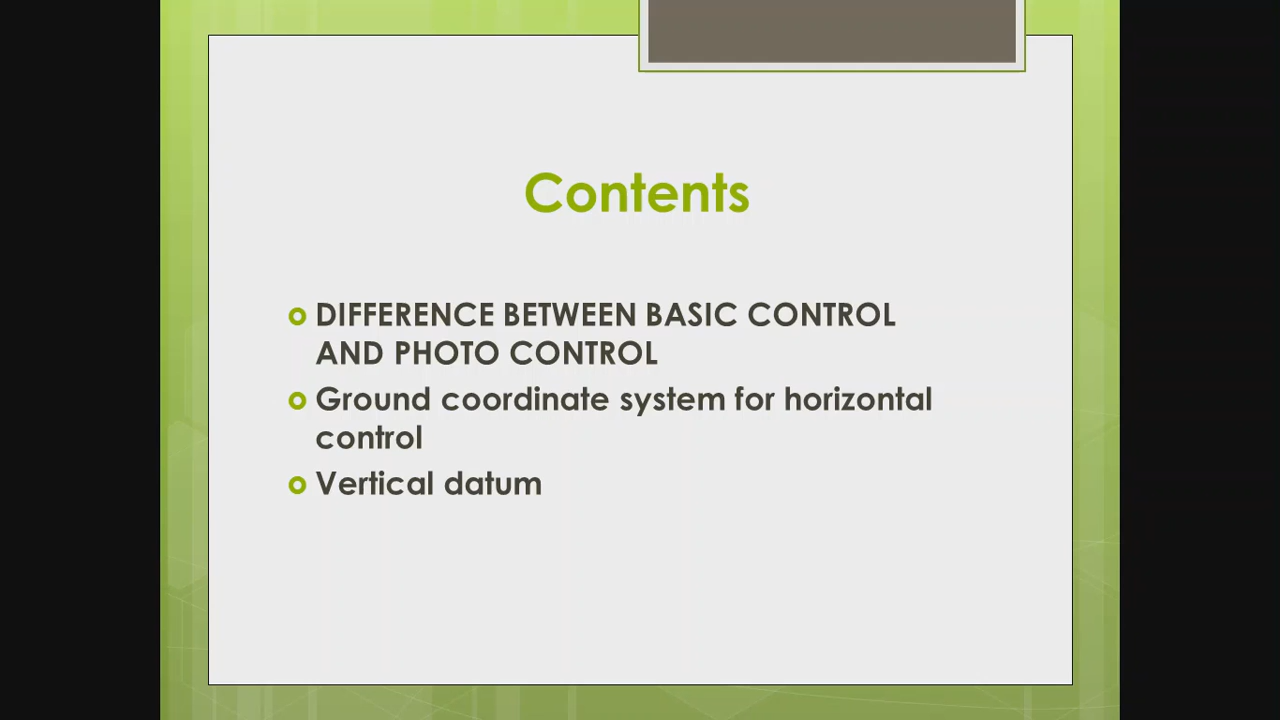 Contents
DIFFERENCE BETWEEN BASIC CONTROL
AND PHOTO CONTROL
Ground coordinate system for horizontal
control
Vertical datum